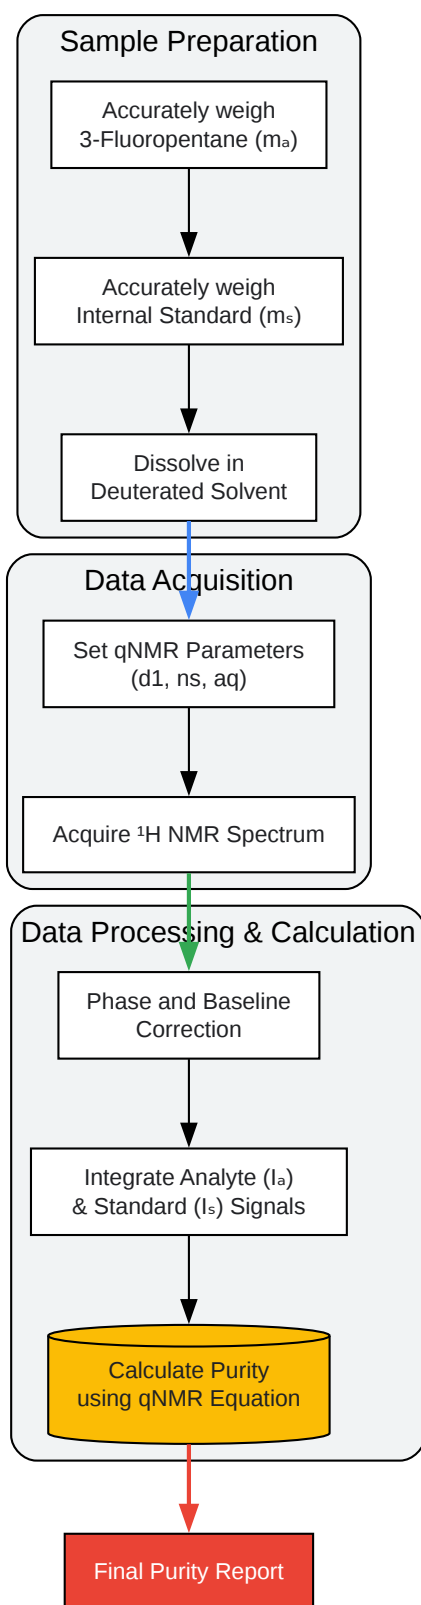 Sample Preparation
Accurately weigh
3-Fluoropentane (mₐ)
Accurately weigh
Internal Standard (mₛ)
Dissolve in
Deuterated Solvent
Data Acquisition
Set qNMR Parameters
(d1, ns, aq)
Acquire ¹H NMR Spectrum
Data Processing & Calculation
Phase and Baseline
Correction
Integrate Analyte (Iₐ)
& Standard (Iₛ) Signals
Calculate Purity
using qNMR Equation
Final Purity Report